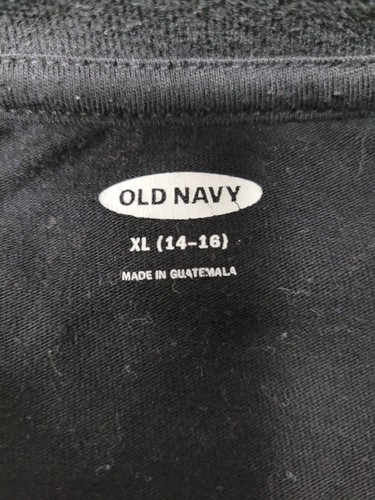 OLD NAVY
XL (14-16)
MADE IN GUATEMALA